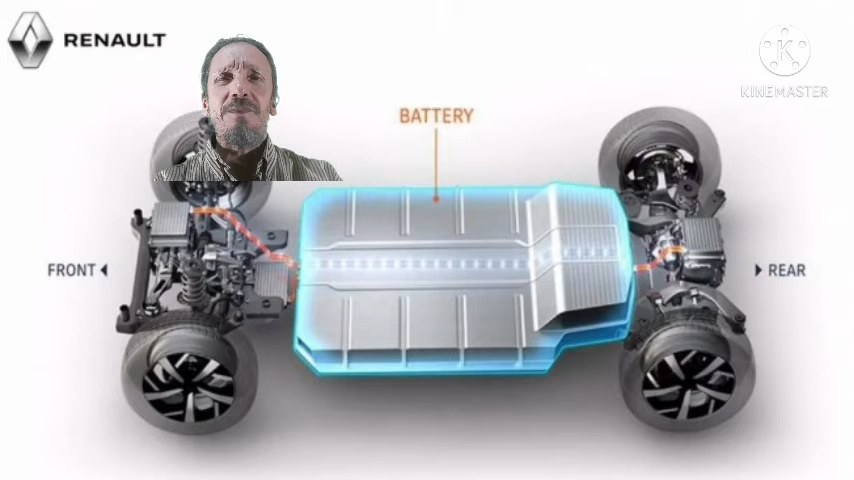 RENAULT
K
KINEMASTER
BATTERY
FRONT
REAR